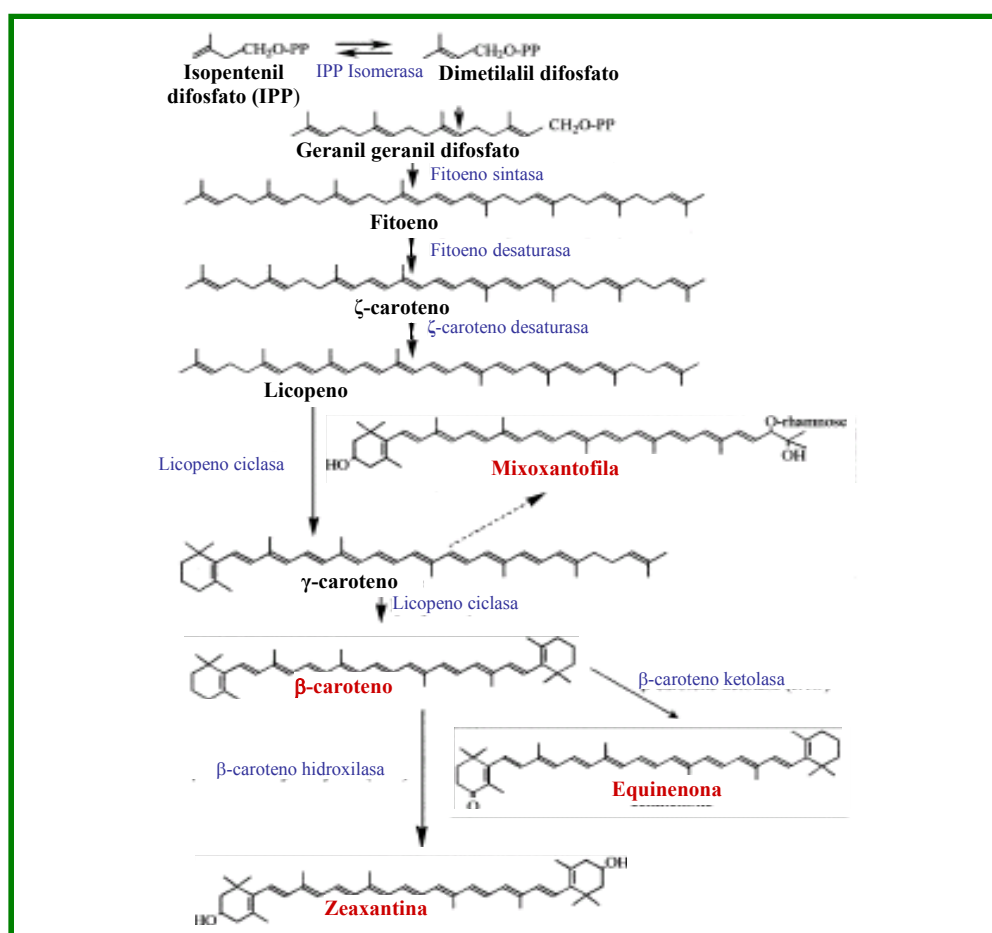 CH₂O-PP
CH₂O-PP
Isopentenil
difosfato (IPP)
IPP Isomerasa
Dimetilalil difosfato
CH₂O-PP
Geranil geranil difosfato
Fitoeno sintasa
Fitoeno
Fitoeno desaturasa
ζ-caroteno
ζ-caroteno desaturasa
Licopeno
O-rhamnose
OH
HO
Mixoxantofila
Licopeno ciclasa
γ-caroteno
Licopeno ciclasa
β-caroteno
β-caroteno ketolasa
β-caroteno hidroxilasa
O
Equinenona
OH
HO
Zeaxantina